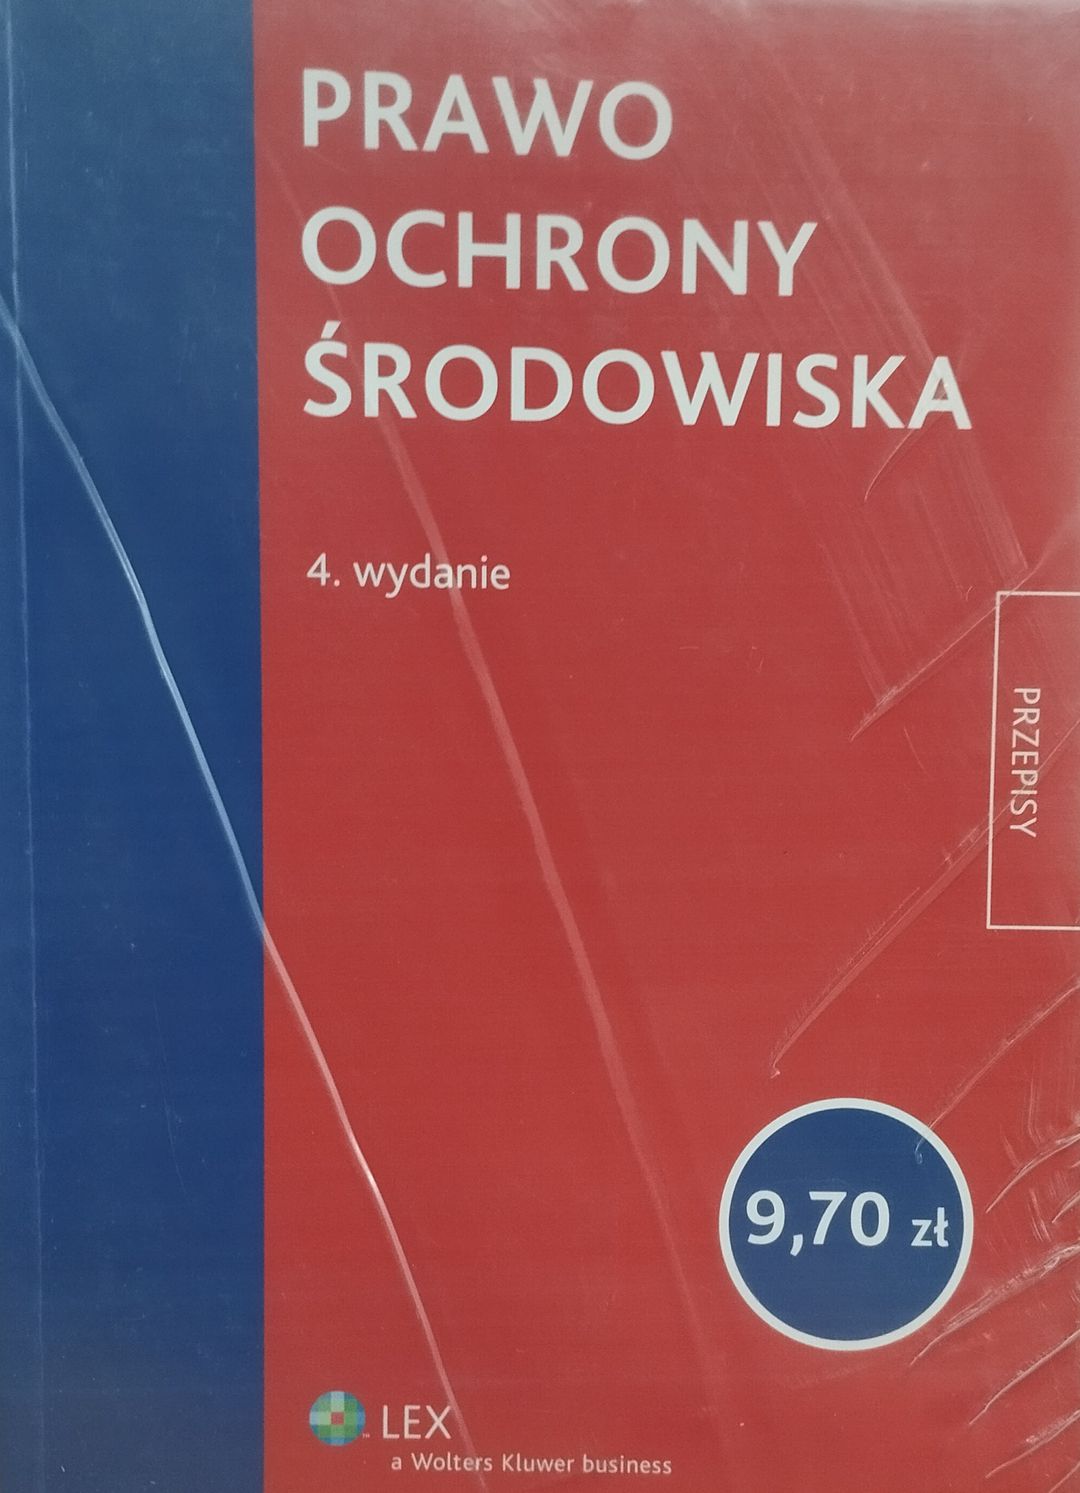 PRAWO
OCHRONY
ŚRODOWISKA
4. wydanie
PRZEPISY
9,70 zł
LEX
a Wolters Kluwer business